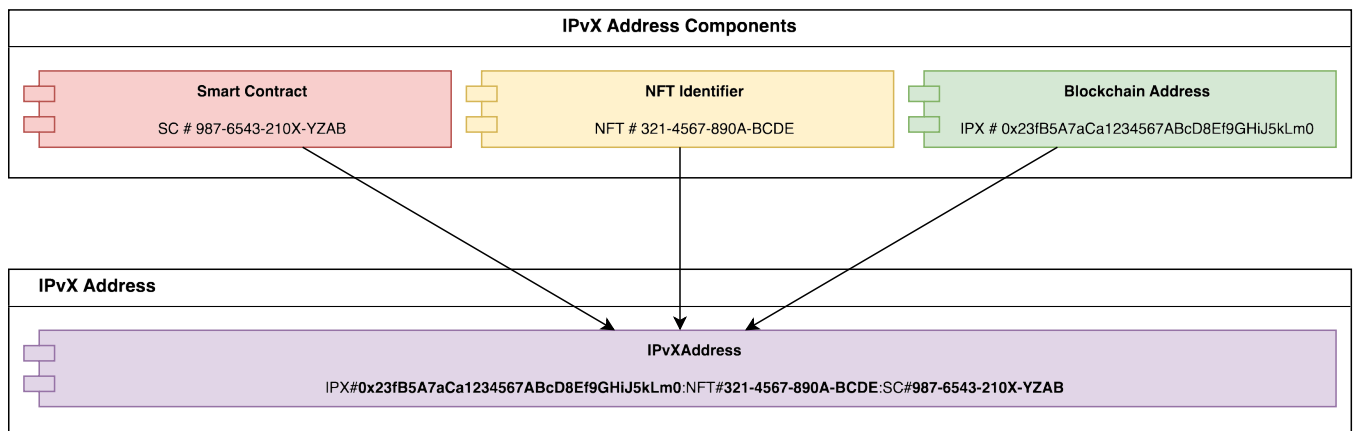 IPvX Address Components
Smart Contract
SC # 987-6543-210X-YZAB
NFT Identifier
NFT # 321-4567-890A-BCDE
Blockchain Address
IPX # 0x23fB5A7aCa1234567ABcD8Ef9GHiJ5kLm0
IPvX Address
IPvXAddress
IPX#0x23fB5A7aCa1234567ABcD8Ef9GHiJ5kLm0:NFT#321-4567-890A-BCDE:SC#987-6543-210X-YZAB